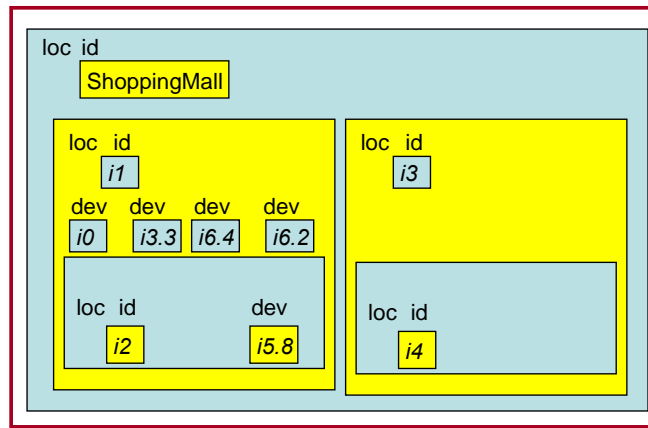 loc id
ShoppingMall
loc id
i1
dev dev dev dev
i0 i3.3 i6.4 i6.2
loc id dev
i2 i5.8
loc id
i3
loc id
i4